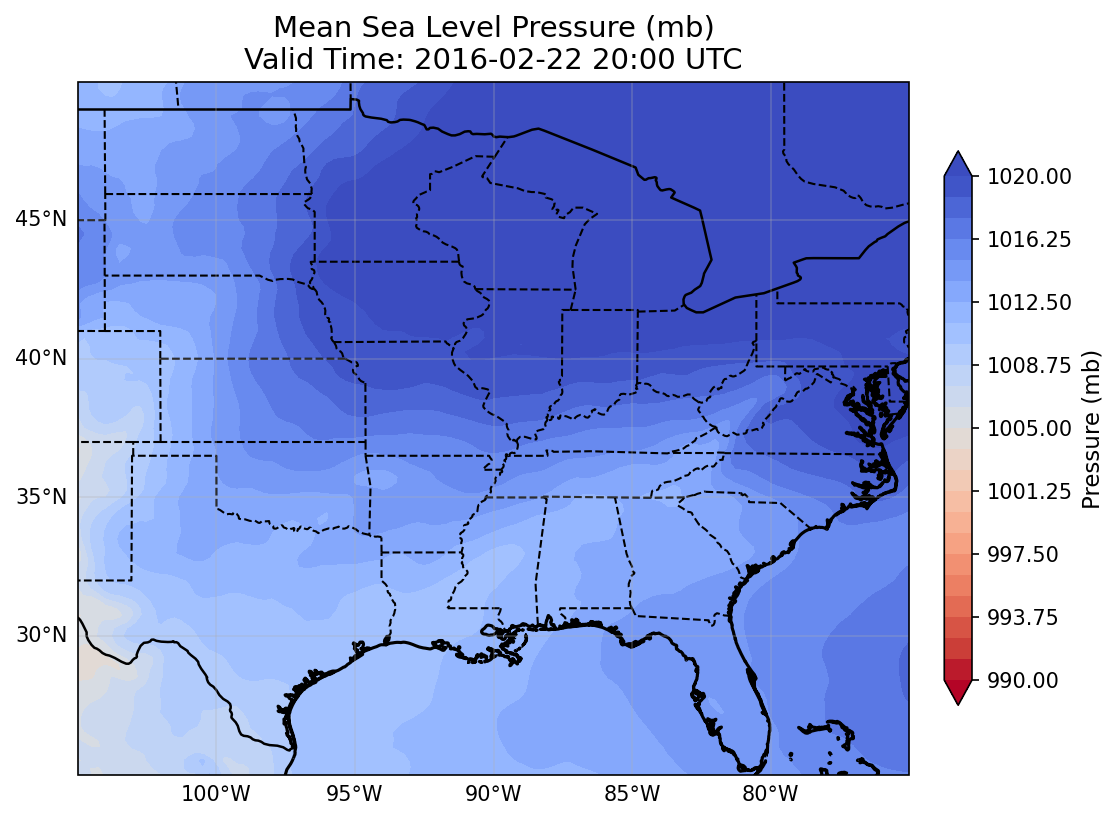 Mean Sea Level Pressure (mb)
Valid Time: 2016-02-22 20:00 UTC
45°N
40°N
35°N
30°N
100°W
95°W
90°W
85°W
80°W
1020.00
1016.25
1012.50
1008.75
1005.00
1001.25
997.50
993.75
990.00
Pressure (mb)